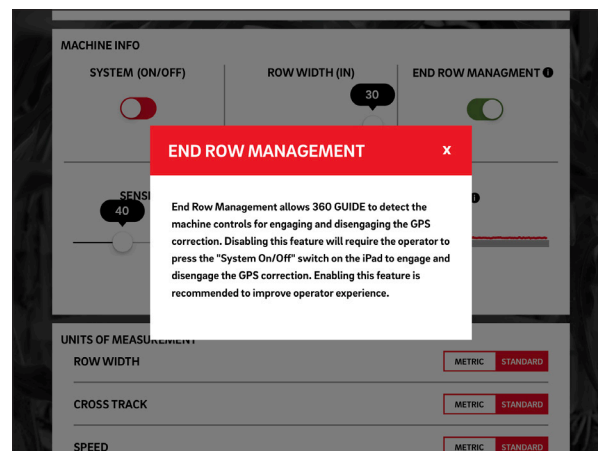 MACHINE INFO
SYSTEM (ON/OFF) ROW WIDTH (IN) END ROW MANAGMENT i
30
END ROW MANAGEMENT x
SENSI
40
i
End Row Management allows 360 GUIDE to detect the
machine controls for engaging and disengaging the GPS
correction. Disabling this feature will require the operator to
press the "System On/Off" switch on the iPad to engage and
disengage the GPS correction. Enabling this feature is
recommended to improve operator experience.
UNITS OF MEASUREMENT
ROW WIDTH METRIC STANDARD
CROSS TRACK METRIC STANDARD
SPEED METRIC STANDARD